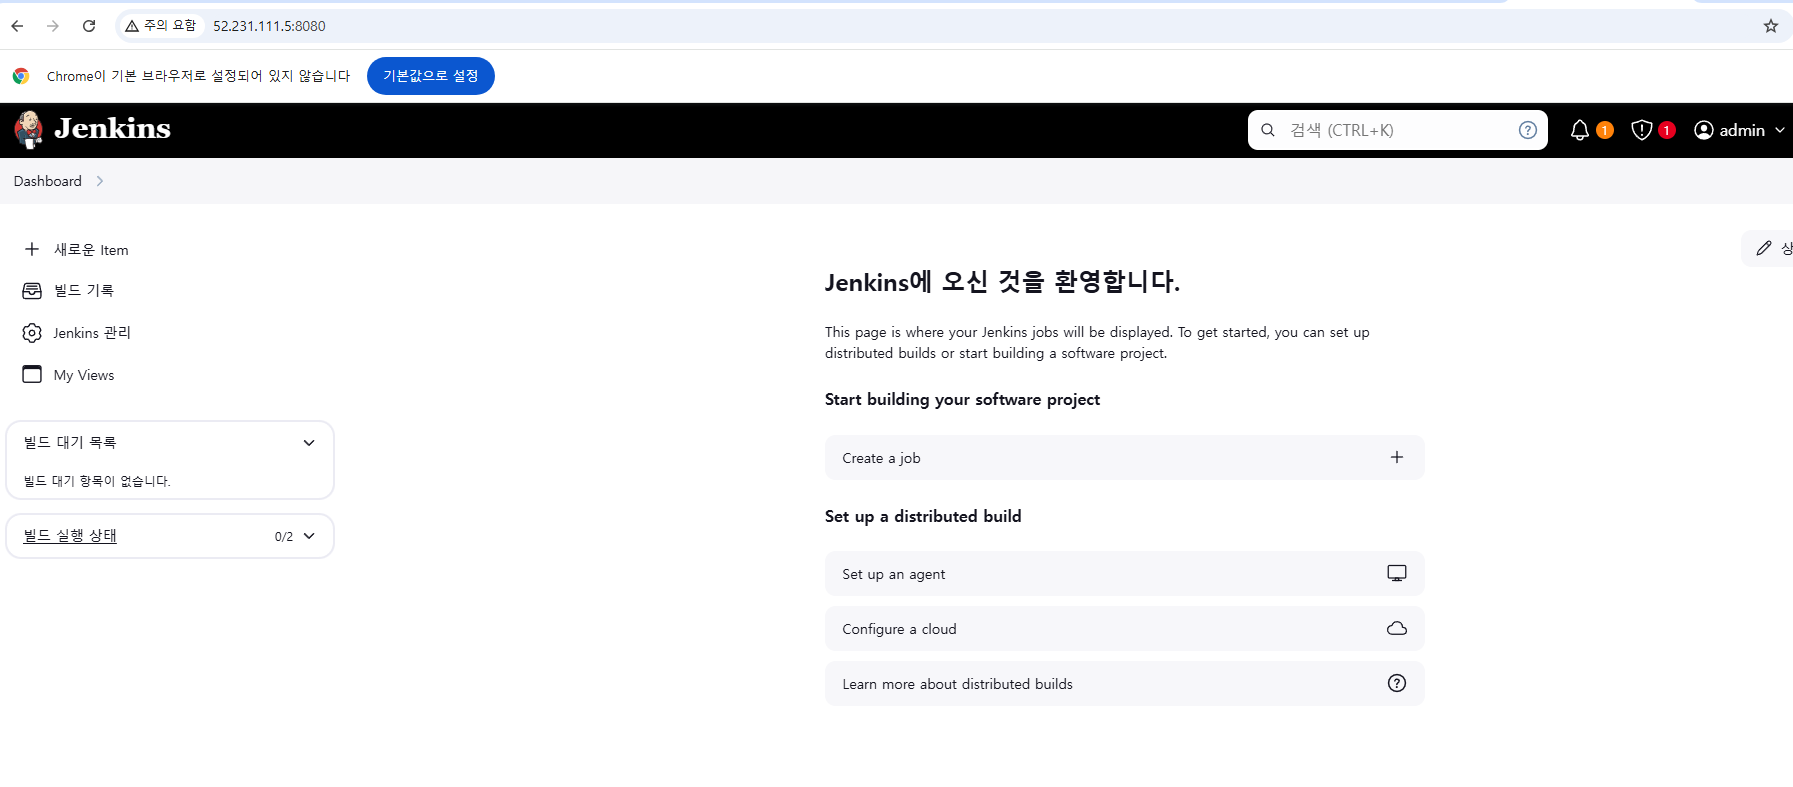 주의 요함 52.231.111.5:8080
Chrome이 기본 브라우저로 설정되어 있지 않습니다 기본값으로 설정
Jenkins 검색 (CTRL+K) ? 1 1 admin
Dashboard
새로운 Item
빌드 기록
Jenkins 관리
My Views
빌드 대기 목록
빌드 대기 항목이 없습니다.
빌드 실행 상태 0/2
상
Jenkins에 오신 것을 환영합니다.
This page is where your Jenkins jobs will be displayed. To get started, you can set up
distributed builds or start building a software project.
Start building your software project
Create a job
Set up a distributed build
Set up an agent
Configure a cloud
Learn more about distributed builds ?